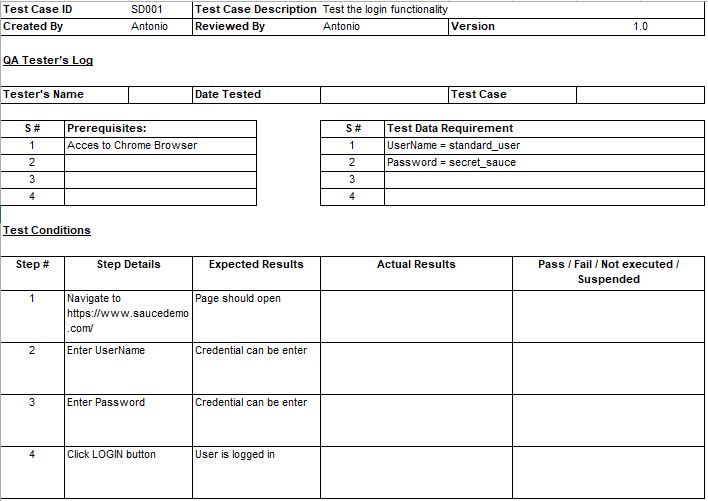 Test Case ID SD001 Test Case Description Test the login functionality
Created By Antonio Reviewed By Antonio Version 1.0
QA Tester's Log
Tester's Name Date Tested Test Case
S # Prerequisites: S # Test Data Requirement
1 Acces to Chrome Browser 1 UserName = standard_user
2 2 Password = secret_sauce
3 3
4 4
Test Conditions
Step # Step Details Expected Results Actual Results Pass / Fail / Not executed /
Suspended
1 Navigate to Page should open
https://www.saucedemo
.com/
2 Enter UserName Credential can be enter
3 Enter Password Credential can be enter
4 Click LOGIN button User is logged in